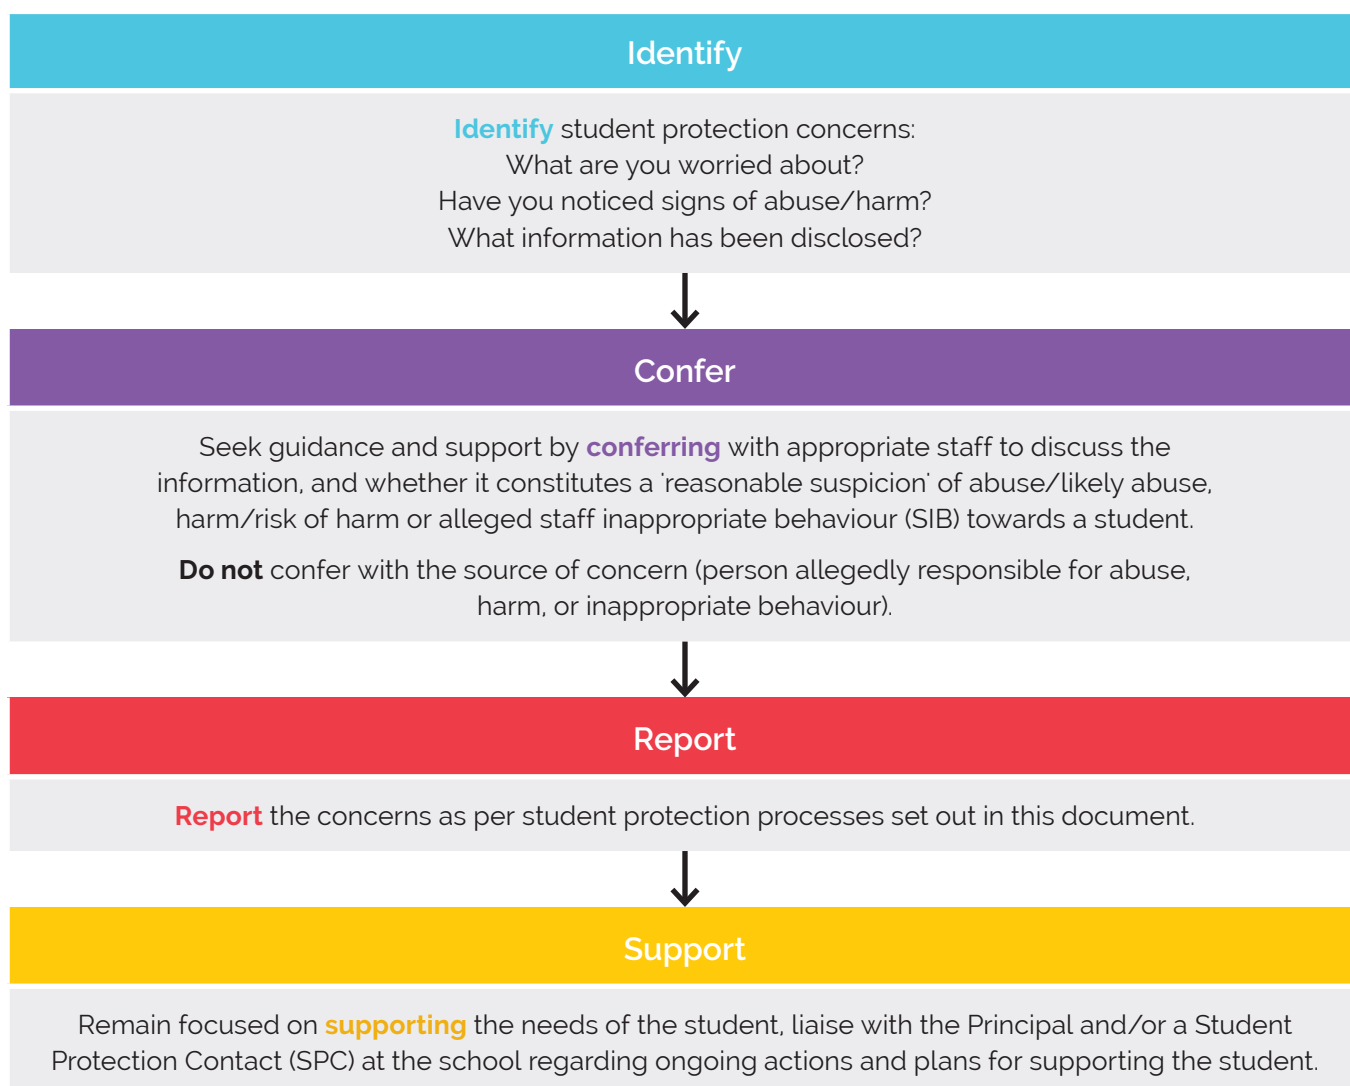 Identify
Identify student protection concerns:
What are you worried about?
Have you noticed signs of abuse/harm?
What information has been disclosed?
Confer
Seek guidance and support by conferring with appropriate staff to discuss the
information, and whether it constitutes a 'reasonable suspicion' of abuse/likely abuse,
harm/risk of harm or alleged staff inappropriate behaviour (SIB) towards a student.
Do not confer with the source of concern (person allegedly responsible for abuse,
harm, or inappropriate behaviour).
Report
Report the concerns as per student protection processes set out in this document.
Support
Remain focused on supporting the needs of the student, liaise with the Principal and/or a Student
Protection Contact (SPC) at the school regarding ongoing actions and plans for supporting the student.